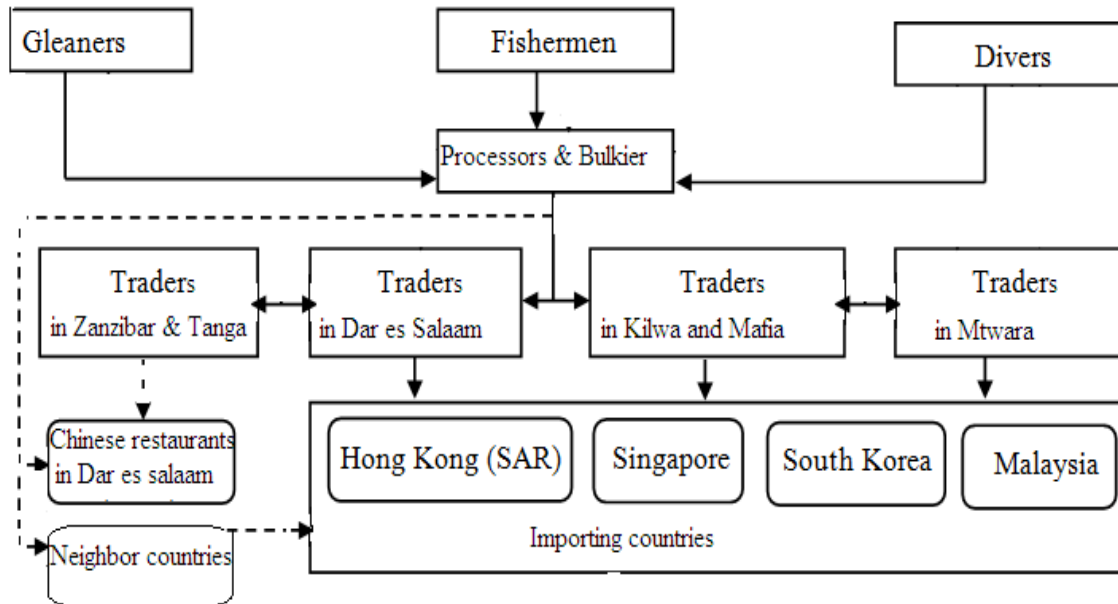 Gleaners
Fishermen
Divers
Processors & Bulkier
Traders
in Zanzibar & Tanga
Traders
in Dar es Salaam
Traders
in Kilwa and Mafia
Traders
in Mtwara
Chinese restaurants
in Dar es salaam
Hong Kong (SAR)
Singapore
South Korea
Malaysia
Importing countries
Neighbor countries